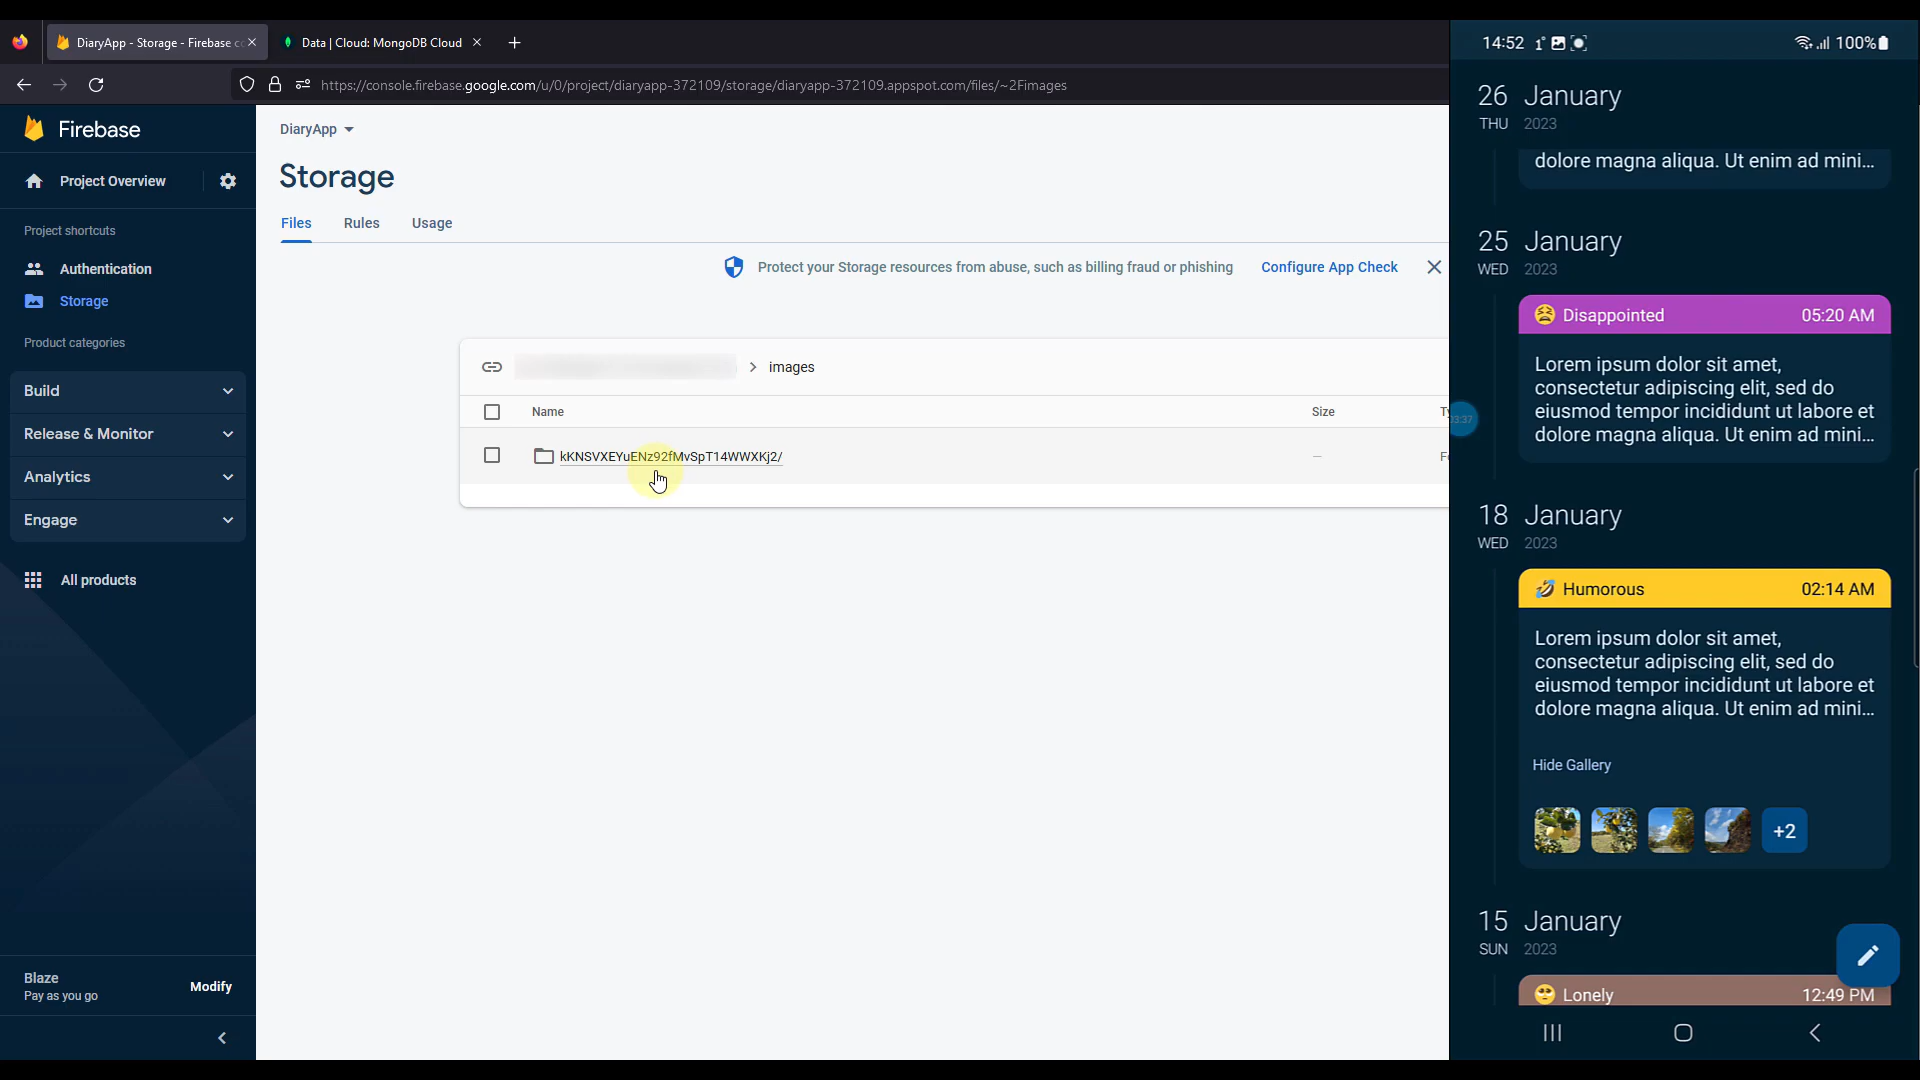 DiaryApp - Storage - Firebase c
Data | Cloud: MongoDB Cloud
https://console.firebase.google.com/u/0/project/diaryapp-372109/storage/diaryapp-372109.appspot.com/files/~2Fimages
Firebase
Project Overview
Project shortcuts
Authentication
Storage
Product categories
Build
Release & Monitor
Analytics
Engage
All products
Blaze
Pay as you go
Modify
DiaryApp
Storage
Files Rules Usage
Protect your Storage resources from abuse, such as billing fraud or phishing Configure App Check
images
Name Size
kKNSVXEYuENz92fMvSpT14WWXKj2/
14:52 1° 100%
26 January
THU 2023
dolore magna aliqua. Ut enim ad mini...
25 January
WED 2023
Disappointed 05:20 AM
Lorem ipsum dolor sit amet,
consectetur adipiscing elit, sed do
eiusmod tempor incididunt ut labore et
dolore magna aliqua. Ut enim ad mini...
18 January
WED 2023
Humorous 02:14 AM
Lorem ipsum dolor sit amet,
consectetur adipiscing elit, sed do
eiusmod tempor incididunt ut labore et
dolore magna aliqua. Ut enim ad mini...
Hide Gallery
+2
15 January
SUN 2023
Lonely 12:49 PM